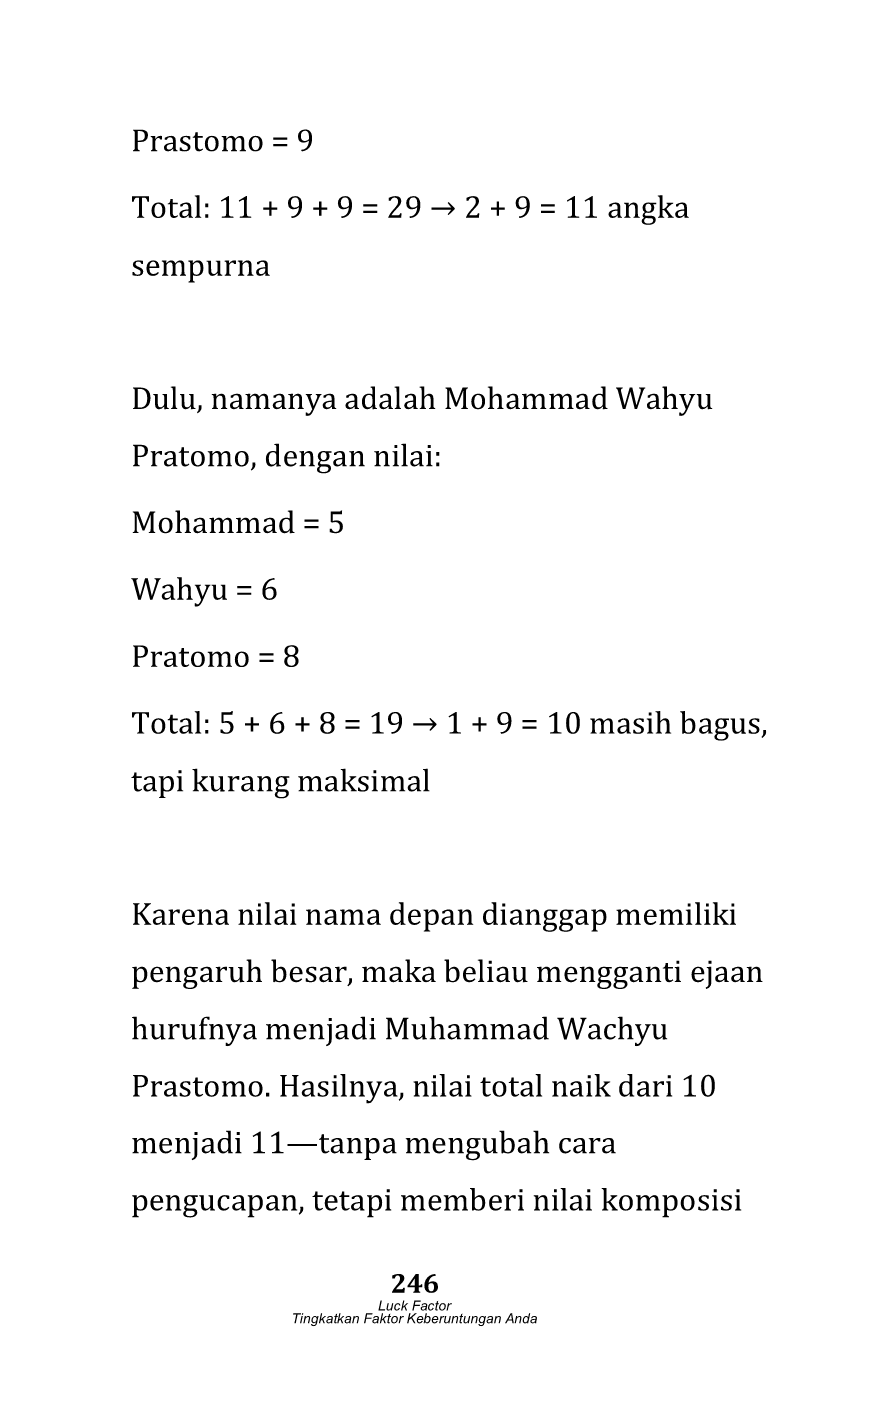 Prastomo = 9
Total: 11 + 9 + 9 = 29 → 2 + 9 = 11 angka
sempurna
Dulu, namanya adalah Mohammad Wahyu
Pratomo, dengan nilai:
Mohammad = 5
Wahyu = 6
Pratomo = 8
Total: 5 + 6 + 8 = 19 → 1 + 9 = 10 masih bagus,
tapi kurang maksimal
Karena nilai nama depan dianggap memiliki
pengaruh besar, maka beliau mengganti ejaan
hurufnya menjadi Muhammad Wachyu
Prastomo. Hasilnya, nilai total naik dari 10
menjadi 11—tanpa mengubah cara
pengucapan, tetapi memberi nilai komposisi
246
Luck Factor
Tingkatkan Faktor Keberuntungan Anda